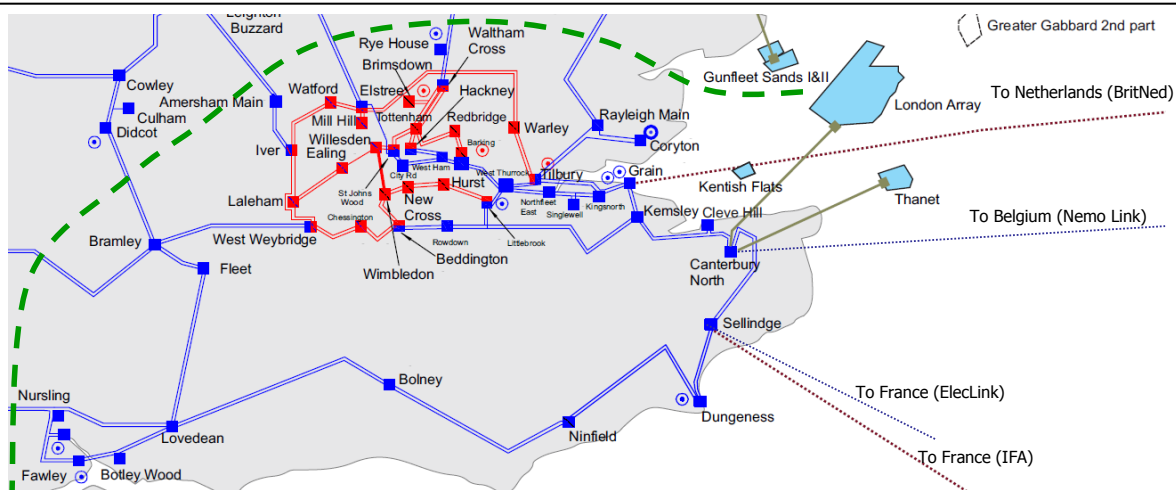 Leighton
Buzzard
Rye House
Waltham
Cross
Brimsdown
Greater Gabbard 2nd part
Gunfleet Sands I&II
Cowley
Culham
Didcot
Amersham Main
Watford
Elstree
Hackney
London Array
To Netherlands (BritNed)
Mill Hill
Tottenham
Redbridge
Warley
Rayleigh Main
Coryton
Willesden
Ealing
Barking
Iver
City Rd
West Ham
West Thurrock
Tilbury
Grain
Kentish Flats
Thanet
St Johns
Wood
New
Cross
Hurst
Northfleet
East
Singlewell
Kingsnorth
Laleham
Chessington
Kemsley
Cleve Hill
To Belgium (Nemo Link)
Bramley
West Weybridge
Rowdown
Littlebrook
Beddington
Wimbledon
Canterbury
North
Fleet
Sellindge
Bolney
To France (ElecLink)
Nursling
Dungeness
Lovedean
Ninfield
To France (IFA)
Fawley
Botley Wood